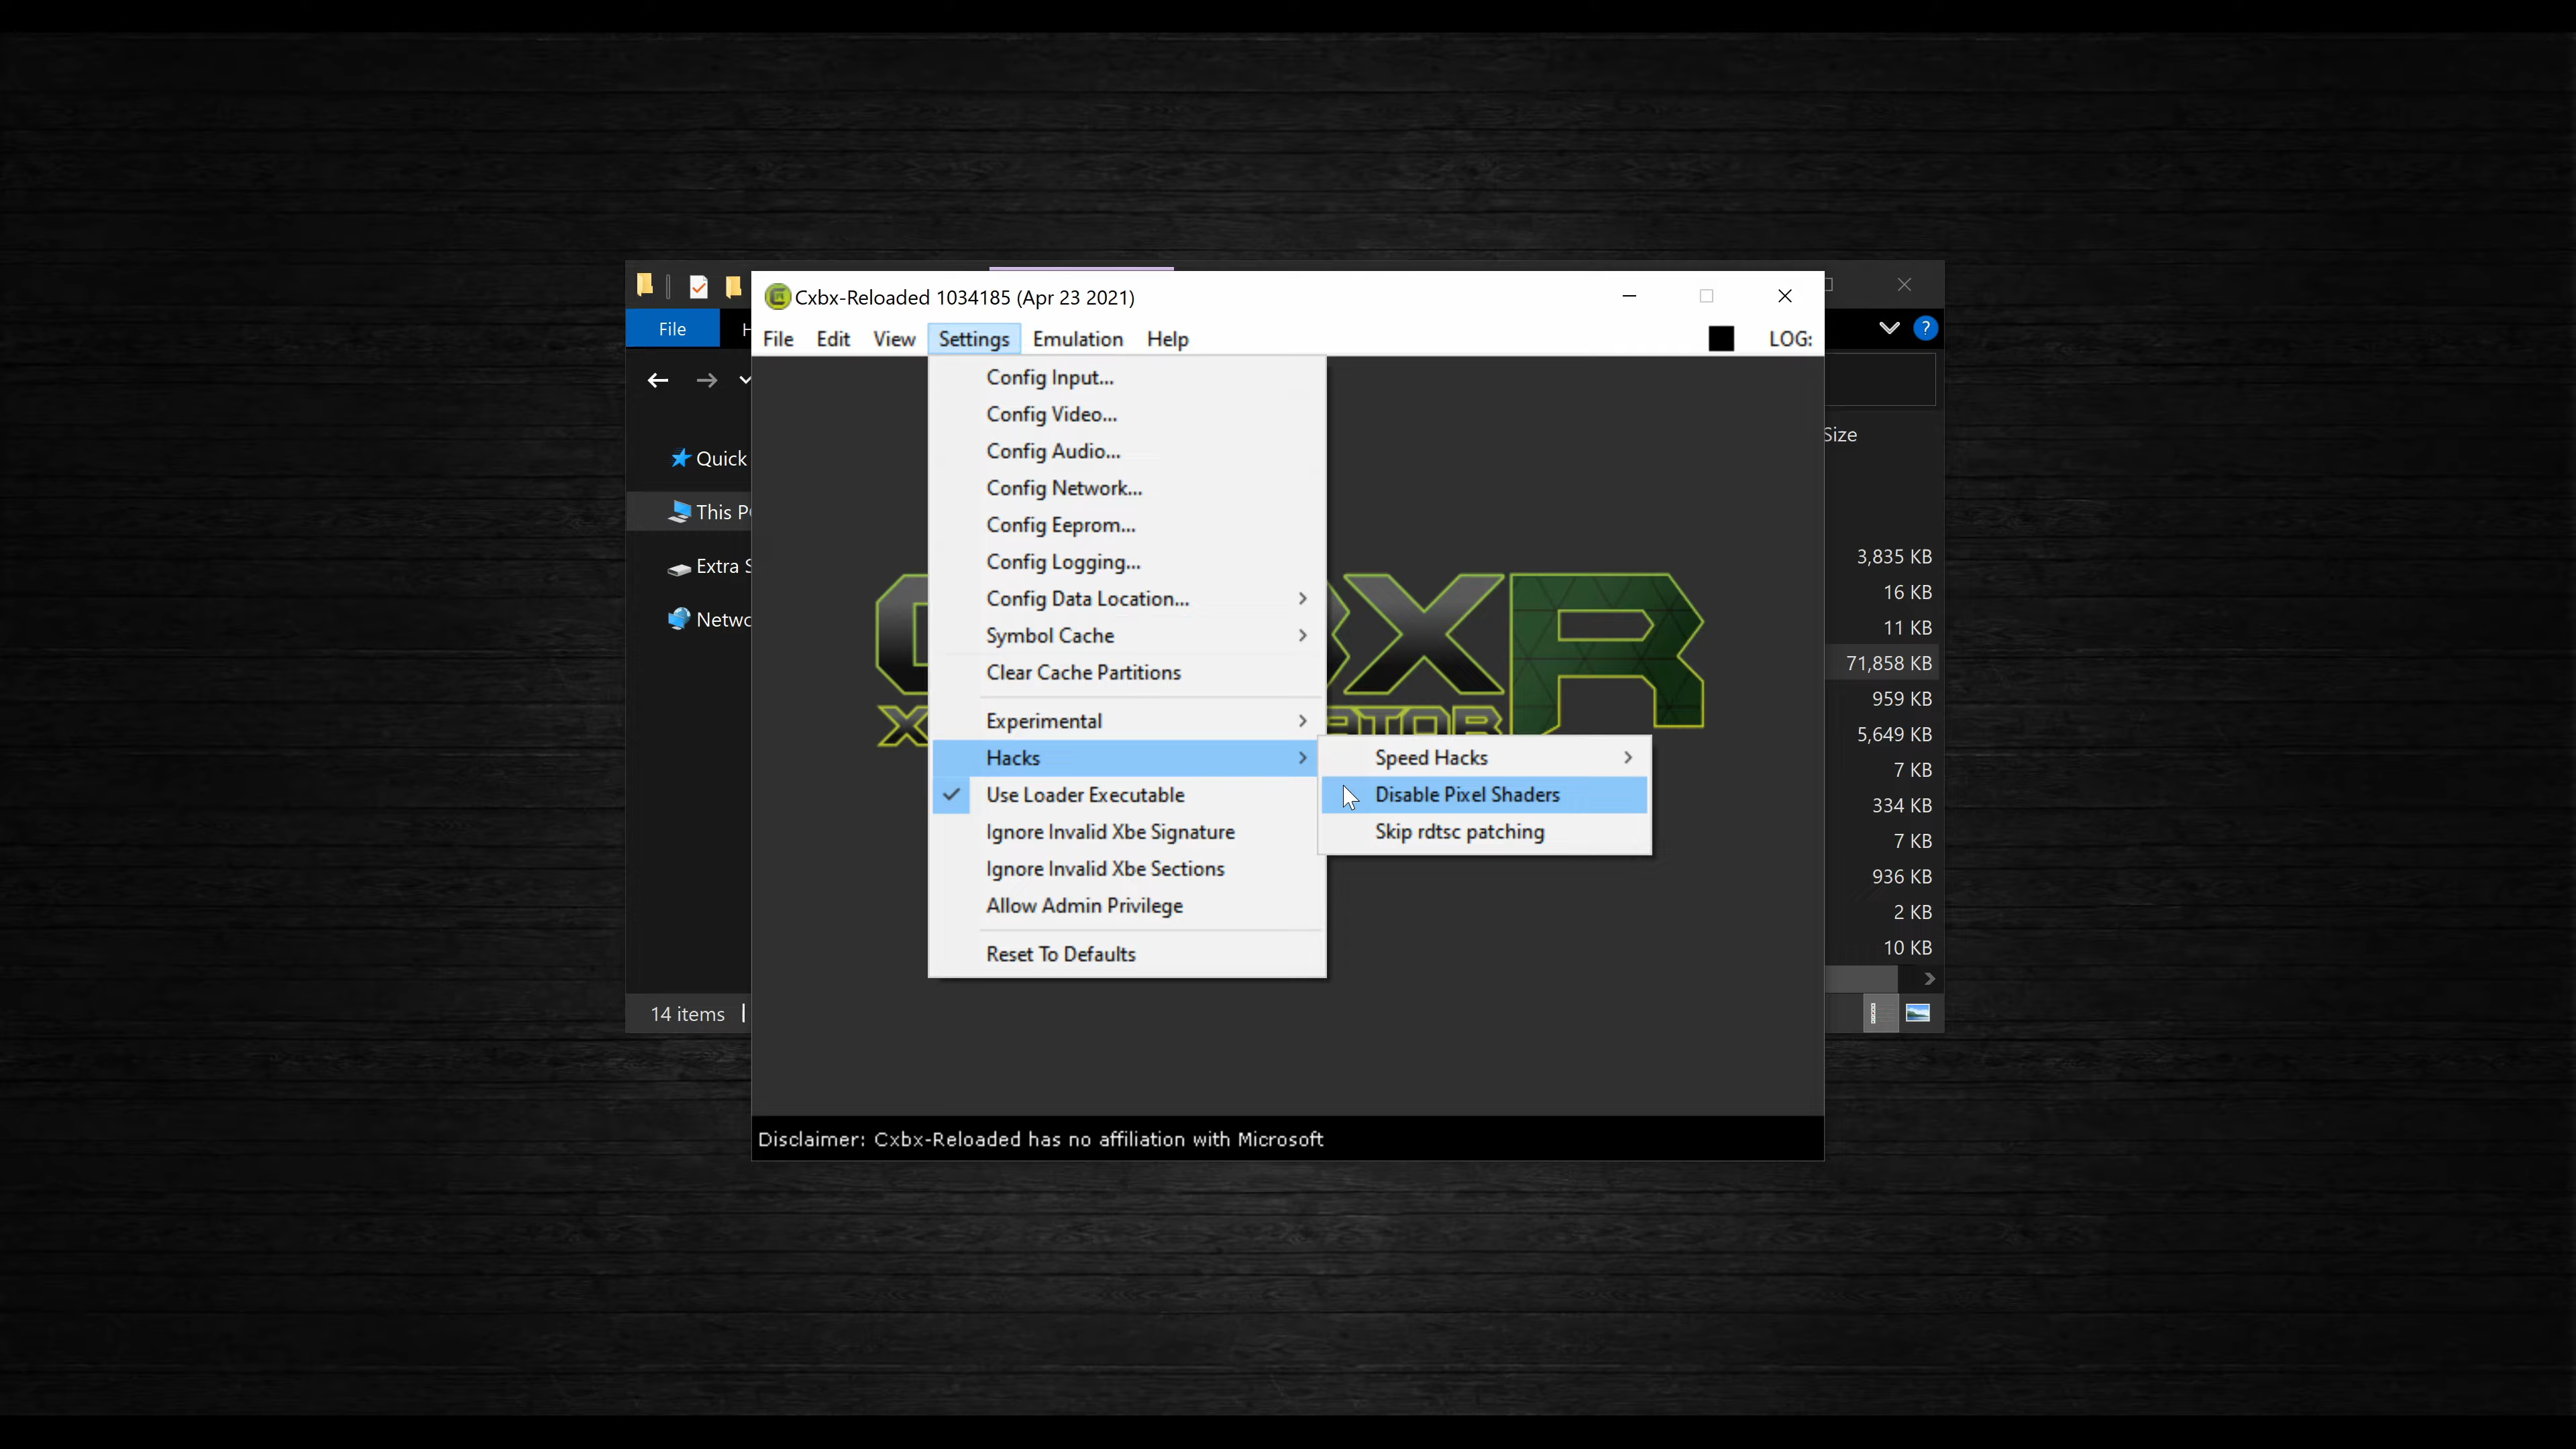 Cxbx-Reloaded 1034185 (Apr 23 2021)
File
File Edit View Settings Emulation Help
LOG:
?
Config Input...
Config Video...
Config Audio...
Config Network...
Config Eeprom...
Config Logging...
Config Data Location...
Symbol Cache
Clear Cache Partitions
Experimental
Hacks
Use Loader Executable
Ignore Invalid Xbe Signature
Ignore Invalid Xbe Sections
Allow Admin Privilege
Reset To Defaults
Speed Hacks
Disable Pixel Shaders
Skip rdtsc patching
Quick
This
Extra
Size
3,835 KB
16 KB
11 KB
71,858 KB
959 KB
5,649 KB
7 KB
334 KB
7 KB
936 KB
2 KB
10 KB
14 items
Disclaimer: Cxbx-Reloaded has no affiliation with Microsoft